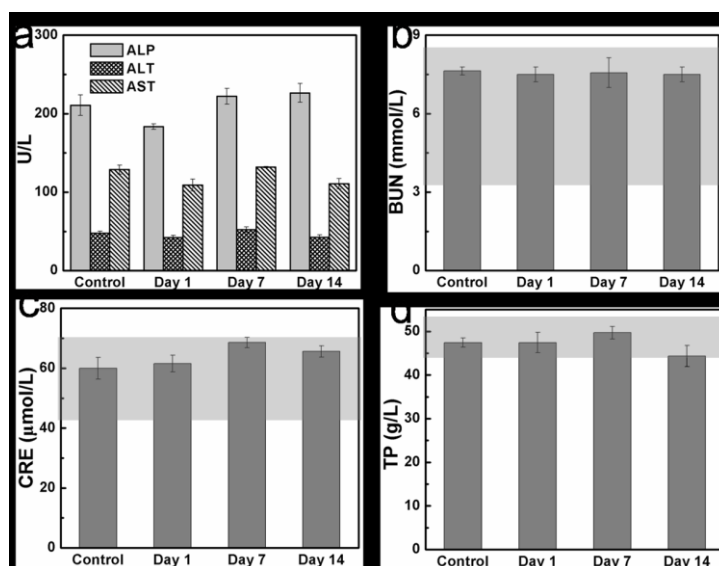 a
300
200
100
0
U/L
ALP
ALT
AST
Control Day 1 Day 7 Day 14
b
9
6
3
0
BUN (mmol/L)
Control Day 1 Day 7 Day 14
c
80
60
40
20
0
CRE (μmol/L)
Control Day 1 Day 7 Day 14
d
50
40
30
20
10
0
TP (g/L)
Control Day 1 Day 7 Day 14